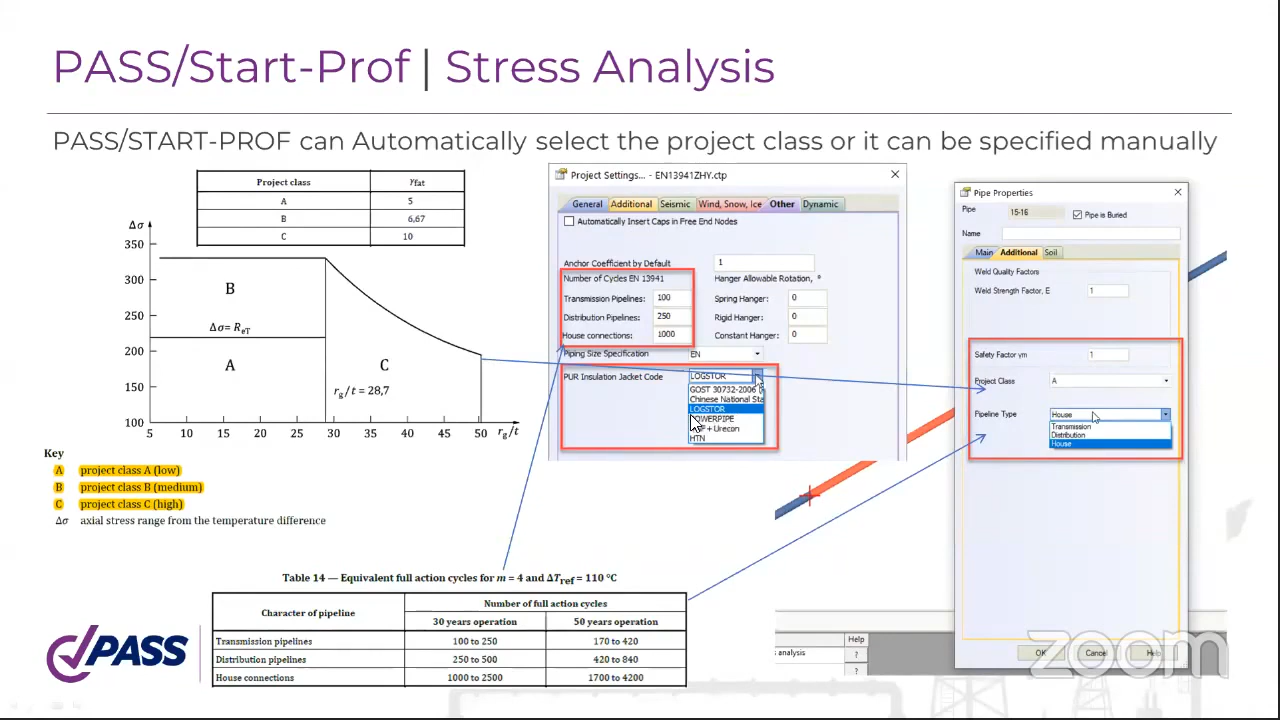 PASS/Start-Prof | Stress Analysis
PASS/START-PROF can Automatically select the project class or it can be specified manually
Project class γfat
A 5
B 6,67
C 10
Δσ
350
300
250
200
150
100
B
Δσ= ReT
A
C
rg/t = 28,7
5 10 15 20 25 30 35 40 45 50 rg/t
Key
A project class A (low)
B project class B (medium)
C project class C (high)
Δσ axial stress range from the temperature difference
Project Settings... - EN13941ZHY.ctp
General Additional Seismic Wind, Snow, Ice Other Dynamic
Automatically Insert Caps in Free End Nodes
Anchor Coefficient by Default 1
Number of Cycles EN 13941 Hanger Allowable Rotation, °
Transmission Pipelines: 100 Spring Hanger: 0
Distribution Pipelines: 250 Rigid Hanger: 0
House connections: 1000 Constant Hanger: 0
Piping Size Specification EN
PUR Insulation Jacket Code LOGSTOR
GOST 30732-2006
Chinese National Sta
LOGSTOR
OWERPIPE
+ Urecon
HTN
Pipe Properties
Pipe 15-16 Pipe is Buried
Name
Main Additional Soil
Weld Quality Factors
Weld Strength Factor, E 1
Safety Factor γm 1
Project Class A
Pipeline Type House
Transmission
Distribution
House
OK Cancel Help
Table 14 — Equivalent full action cycles for m = 4 and ΔTref = 110 °C
Character of pipeline Number of full action cycles
30 years operation 50 years operation
Transmission pipelines 100 to 250 170 to 420
Distribution pipelines 250 to 500 420 to 840
House connections 1000 to 2500 1700 to 4200
Help
s analysis ?
?
PASS
zoom